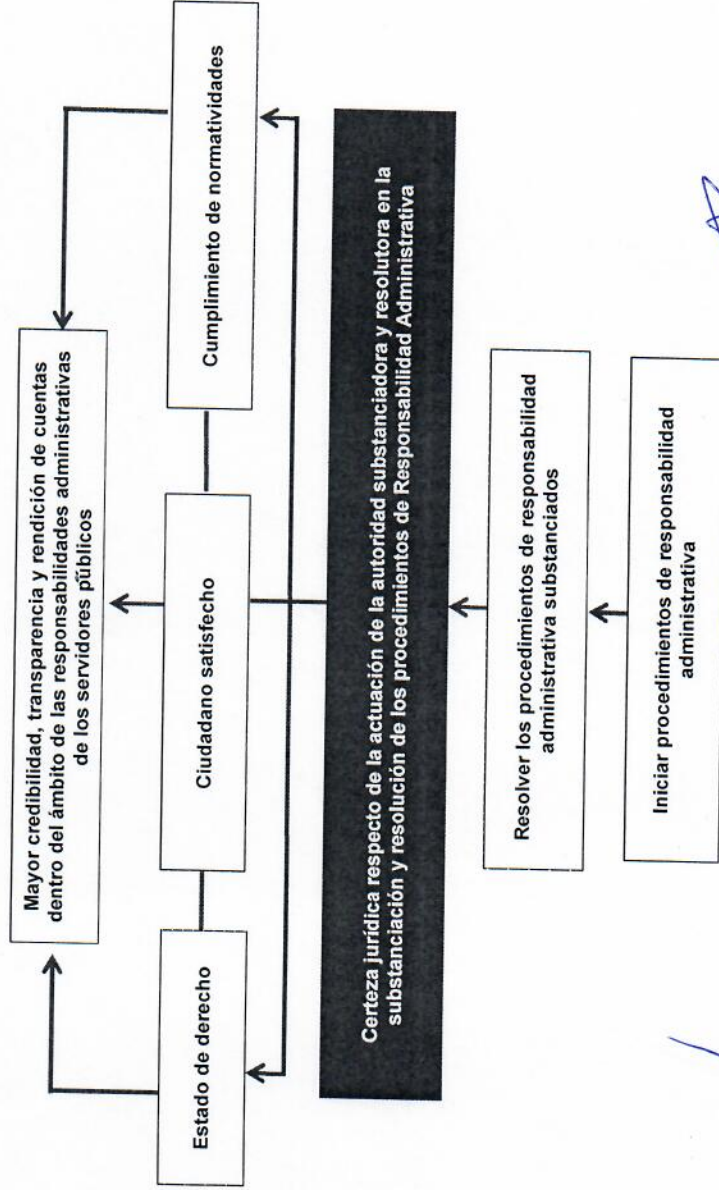 Mayor credibilidad, transparencia y rendición de cuentas
dentro del ámbito de las responsabilidades administrativas
de los servidores públicos
Estado de derecho
Ciudadano satisfecho
Cumplimiento de normatividades
Certeza jurídica respecto de la actuación de la autoridad substanciadora y resolutora en la
substanciación y resolución de los procedimientos de Responsabilidad Administrativa
Resolver los procedimientos de responsabilidad
administrativa substanciados
Iniciar procedimientos de responsabilidad
administrativa